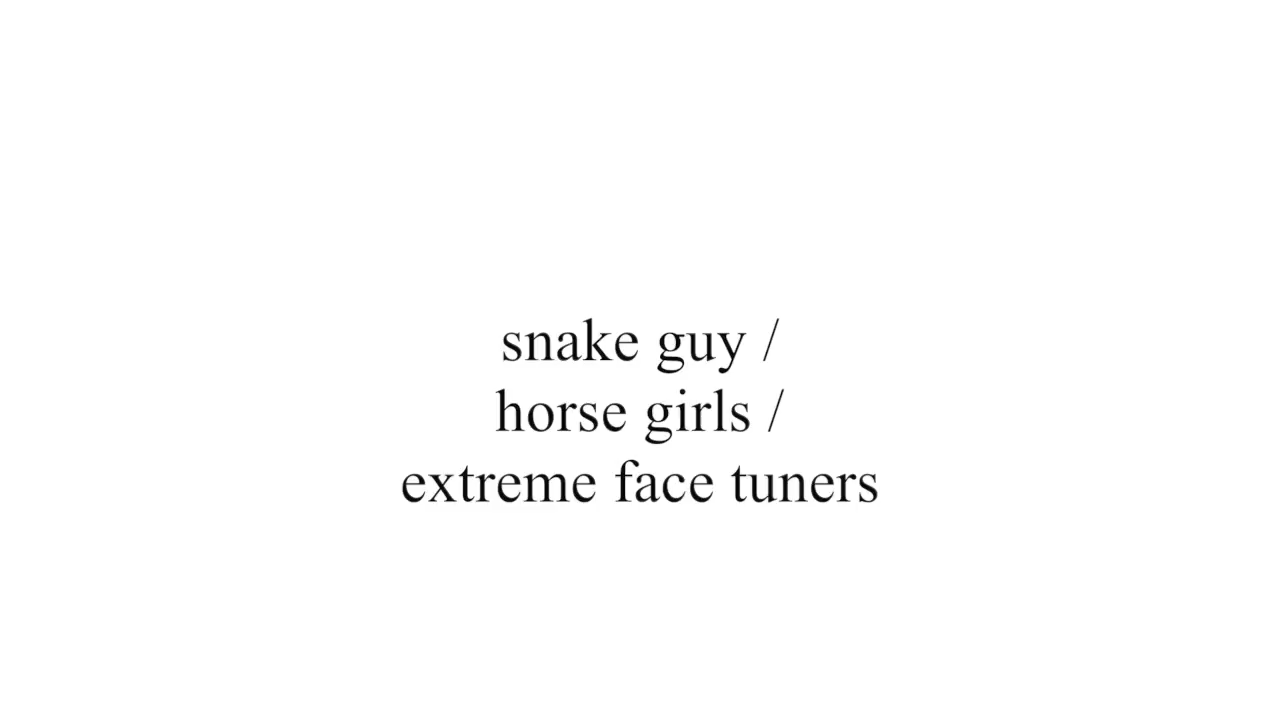 snake guy /
horse girls /
extreme face tuners